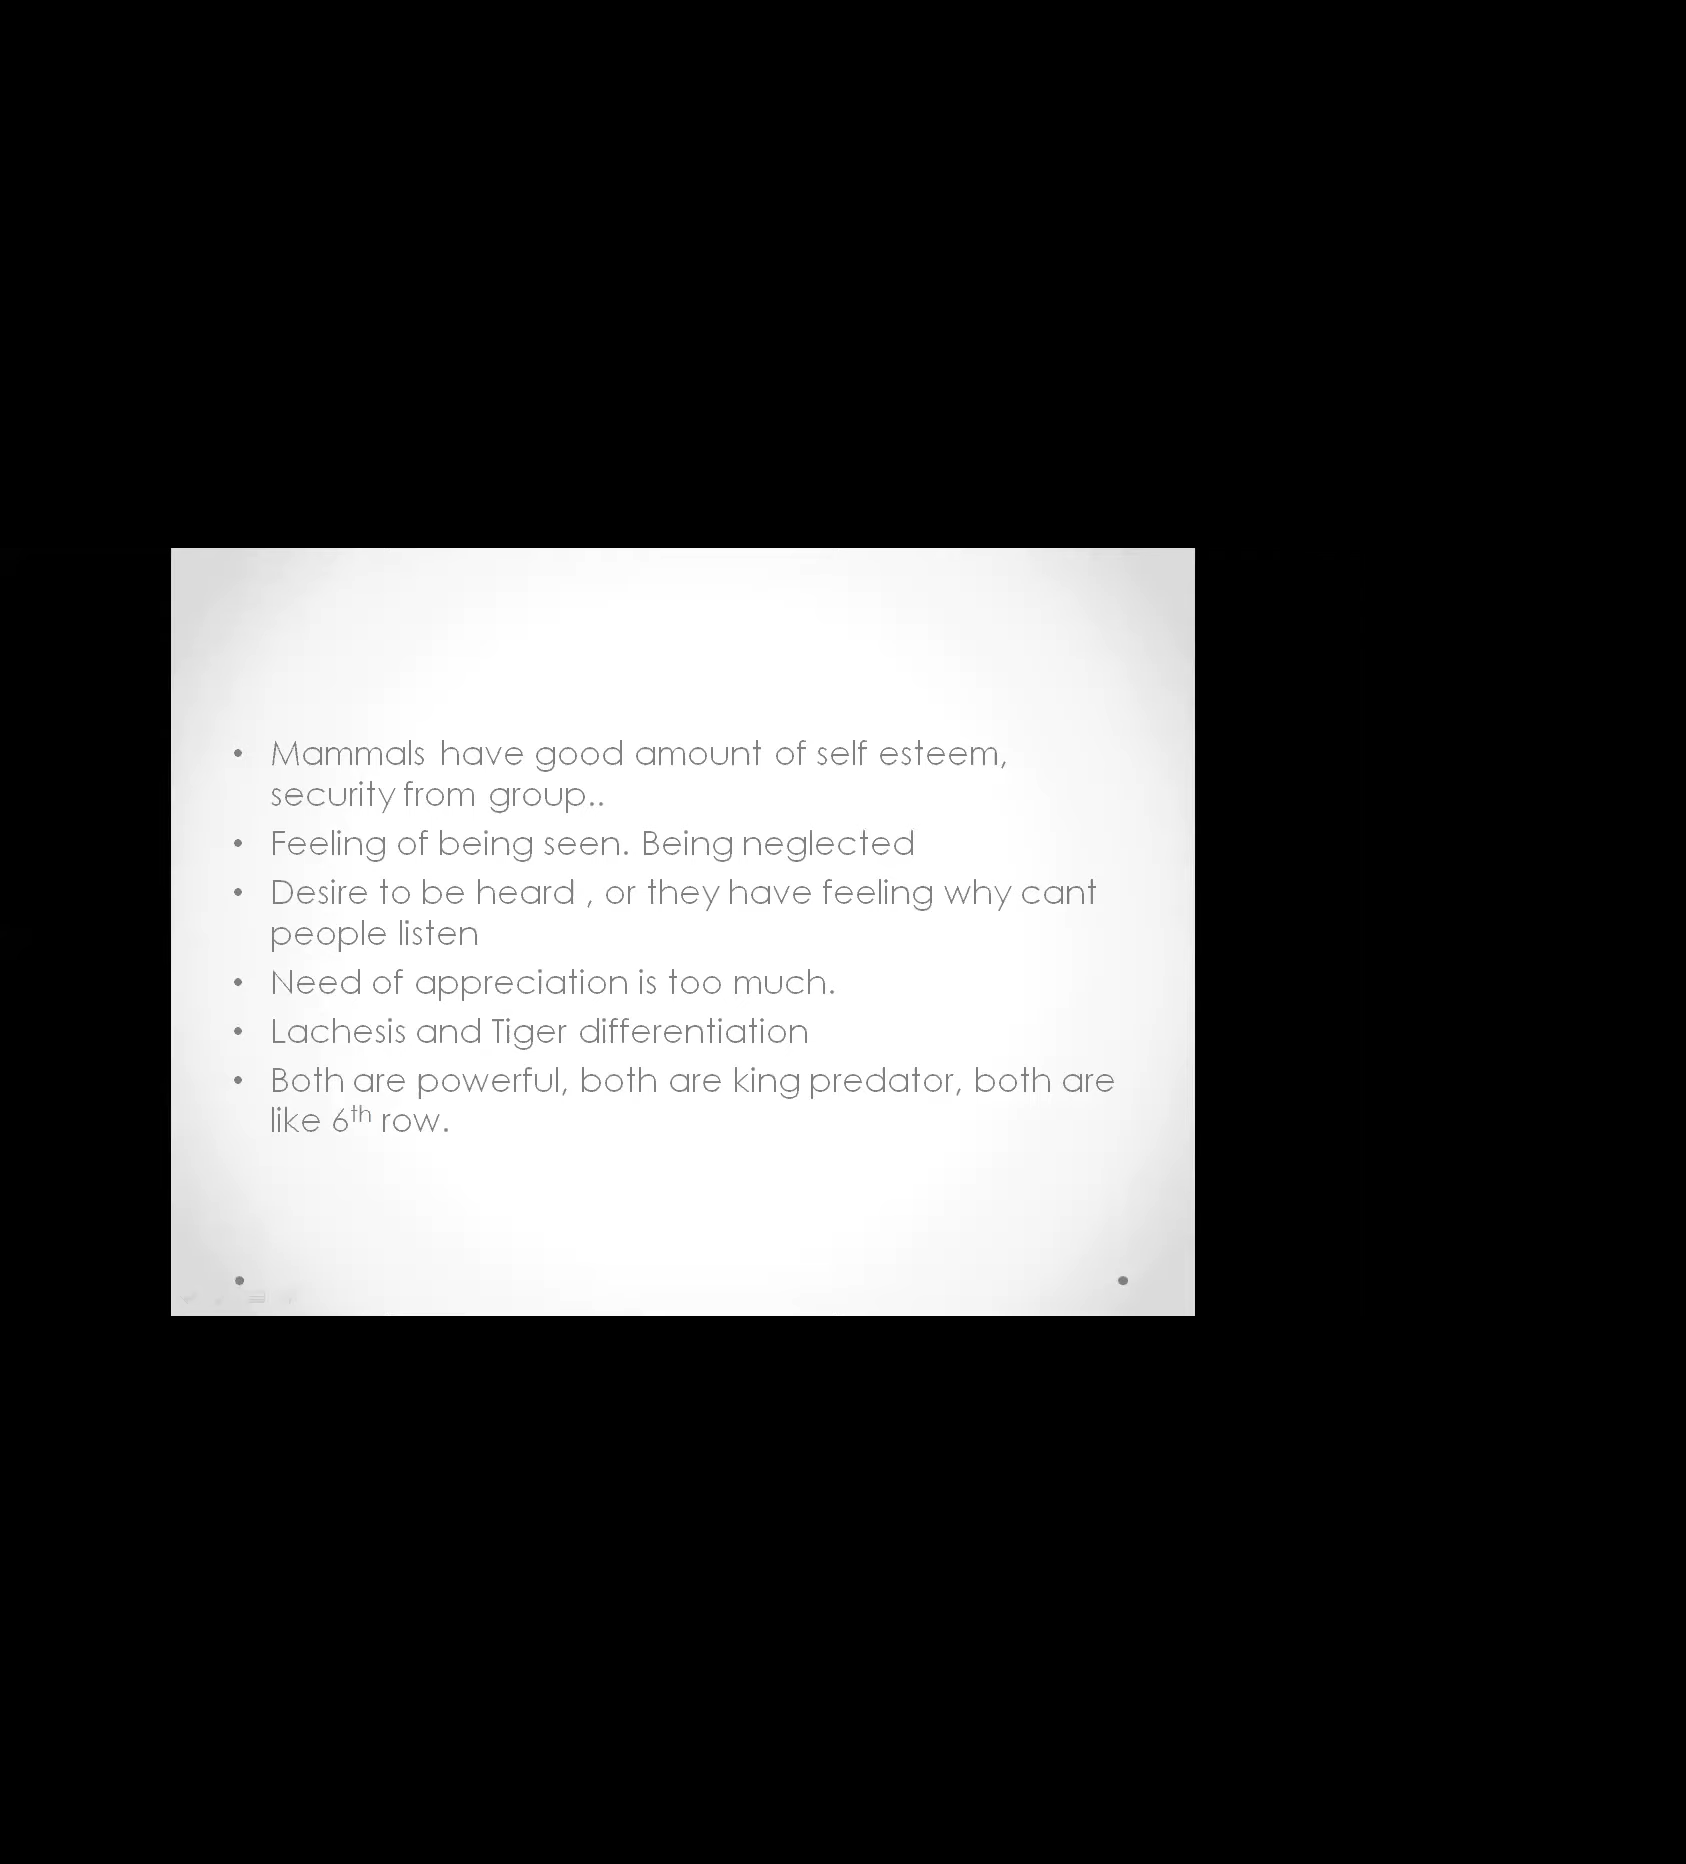 • Mammals have good amount of self esteem,
security from group..
• Feeling of being seen. Being neglected
• Desire to be heard , or they have feeling why cant
people listen
• Need of appreciation is too much.
• Lachesis and Tiger differentiation
• Both are powerful, both are king predator, both are
like 6th row.